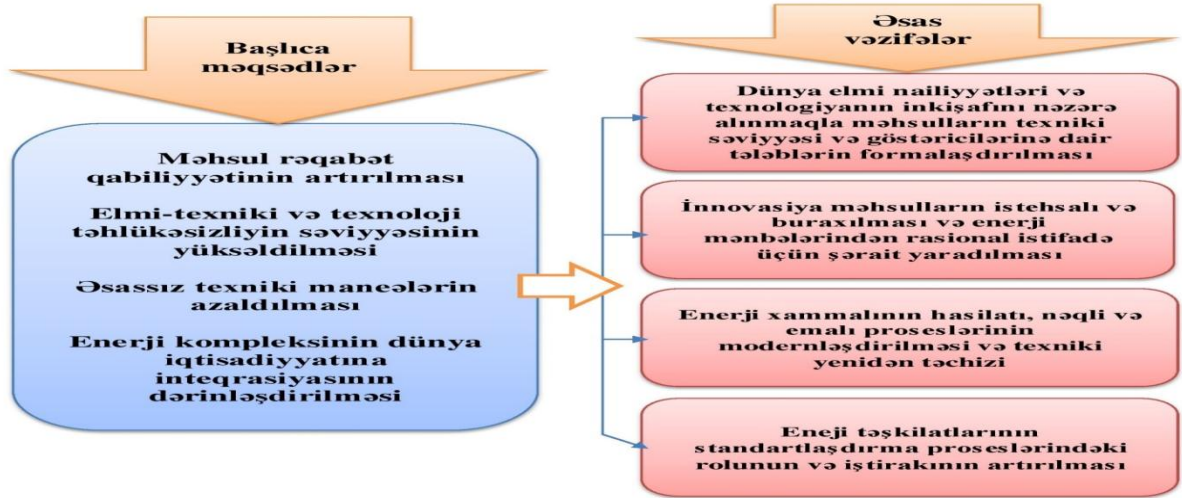 Başlıca
məqsədlər
Məhsul rəqabət
qabiliyyətinin artırılması
Elmi-texniki və texnoloji
təhlükəsizliyin səviyyəsinin
yüksəldilməsi
Əsassız texniki maneələrin
azaldılması
Enerji kompleksinin dünya
iqtisadiyyatına
inteqrasiyasının
dərinləşdirilməsi
Əsas
vəzifələr
Dünya elmi nailiyyətləri və
texnologiyanın inkişafını nəzərə
alınmaqla məhsulların texniki
səviyyəsi və göstəricilərinə dair
tələblərin formalaşdırılması
İnnovasiya məhsulların istehsalı və
buraxılması və enerji
mənbələrindən rasional istifadə
üçün şərait yaradılması
Enerji xammalının hasilatı, nəqli və
emalı proseslərinin
modernləşdirilməsi və texniki
yenidən təchizi
Eneji təşkilatlarının
standartlaşdırma proseslərindəki
rolunun və iştirakının artırılması